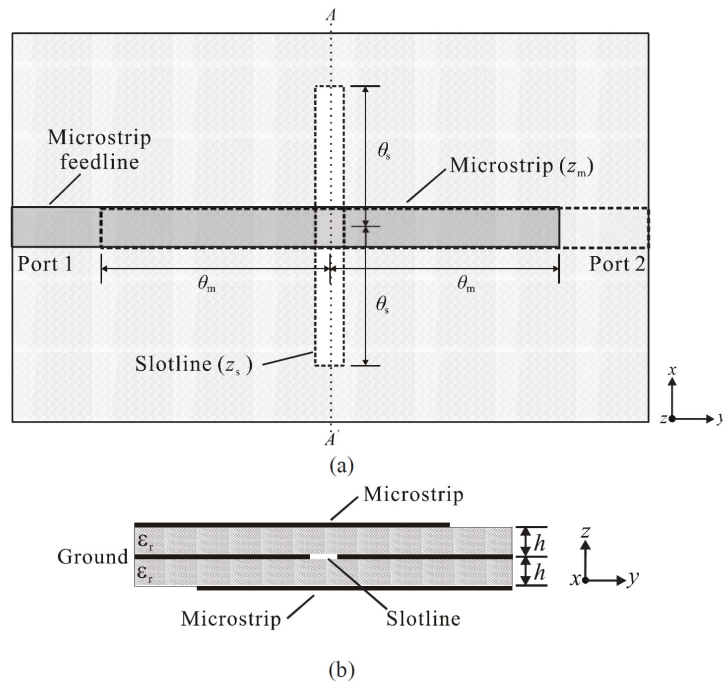 A
Microstrip
feedline
θs
Microstrip (zm)
Port 1
Port 2
θm
θm
θs
Slotline (zs)
x
z
y
A'
(a)
Microstrip
εr
h
Ground
εr
h
z
x
y
Microstrip
Slotline
(b)